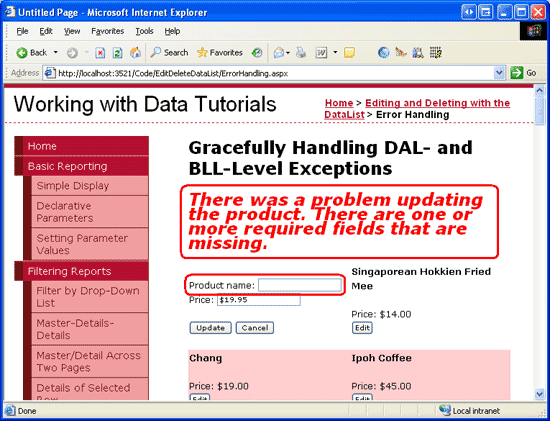 Untitled Page - Microsoft Internet Explorer
File Edit View Favorites Tools Help
Back Search Favorites
Address http://localhost:3521/Code/EditDeleteDataList/ErrorHandling.aspx Go
Working with Data Tutorials
Home > Editing and Deleting with the
DataList > Error Handling
Home
Basic Reporting
Simple Display
Declarative
Parameters
Setting Parameter
Values
Filtering Reports
Filter by Drop-Down
List
Master-Details-
Details
Master/Detail Across
Two Pages
Details of Selected
Row
Gracefully Handling DAL- and
BLL-Level Exceptions
There was a problem updating
the product. There are one or
more required fields that are
missing.
Product name:
Price: $19.95
Update Cancel
Singaporean Hokkien Fried
Mee
Price: $14.00
Edit
Chang
Price: $19.00
Edit
Ipoh Coffee
Price: $45.00
Edit
Done
Local intranet